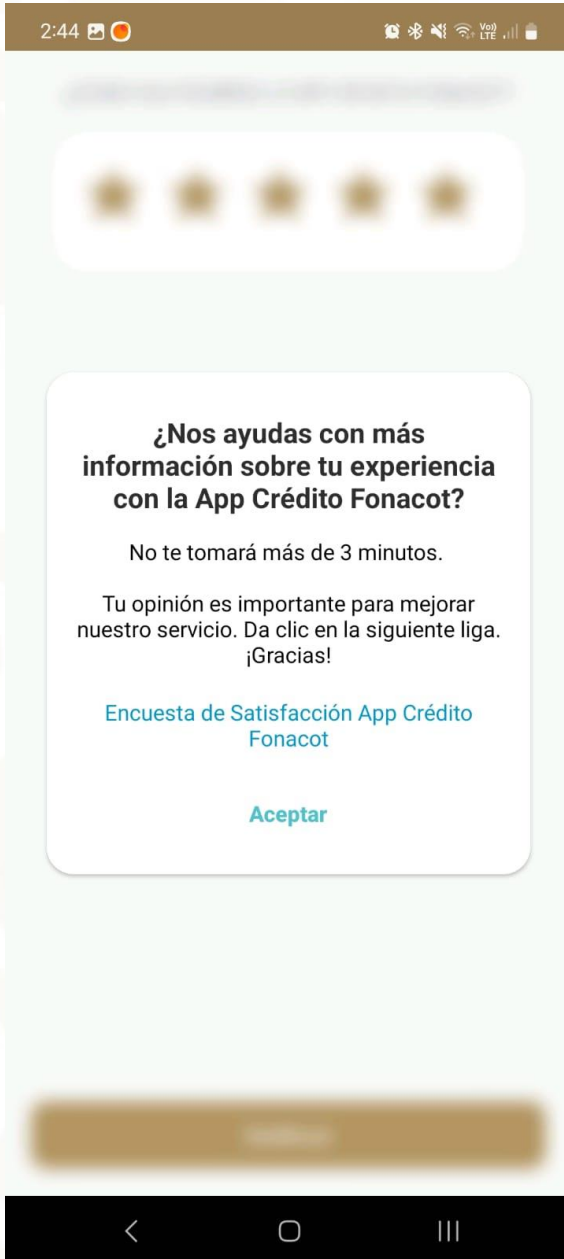 2:44
Vo)
LTE
¿Nos ayudas con más
información sobre tu experiencia
con la App Crédito Fonacot?
No te tomará más de 3 minutos.
Tu opinión es importante para mejorar
nuestro servicio. Da clic en la siguiente liga.
¡Gracias!
Encuesta de Satisfacción App Crédito
Fonacot
Aceptar